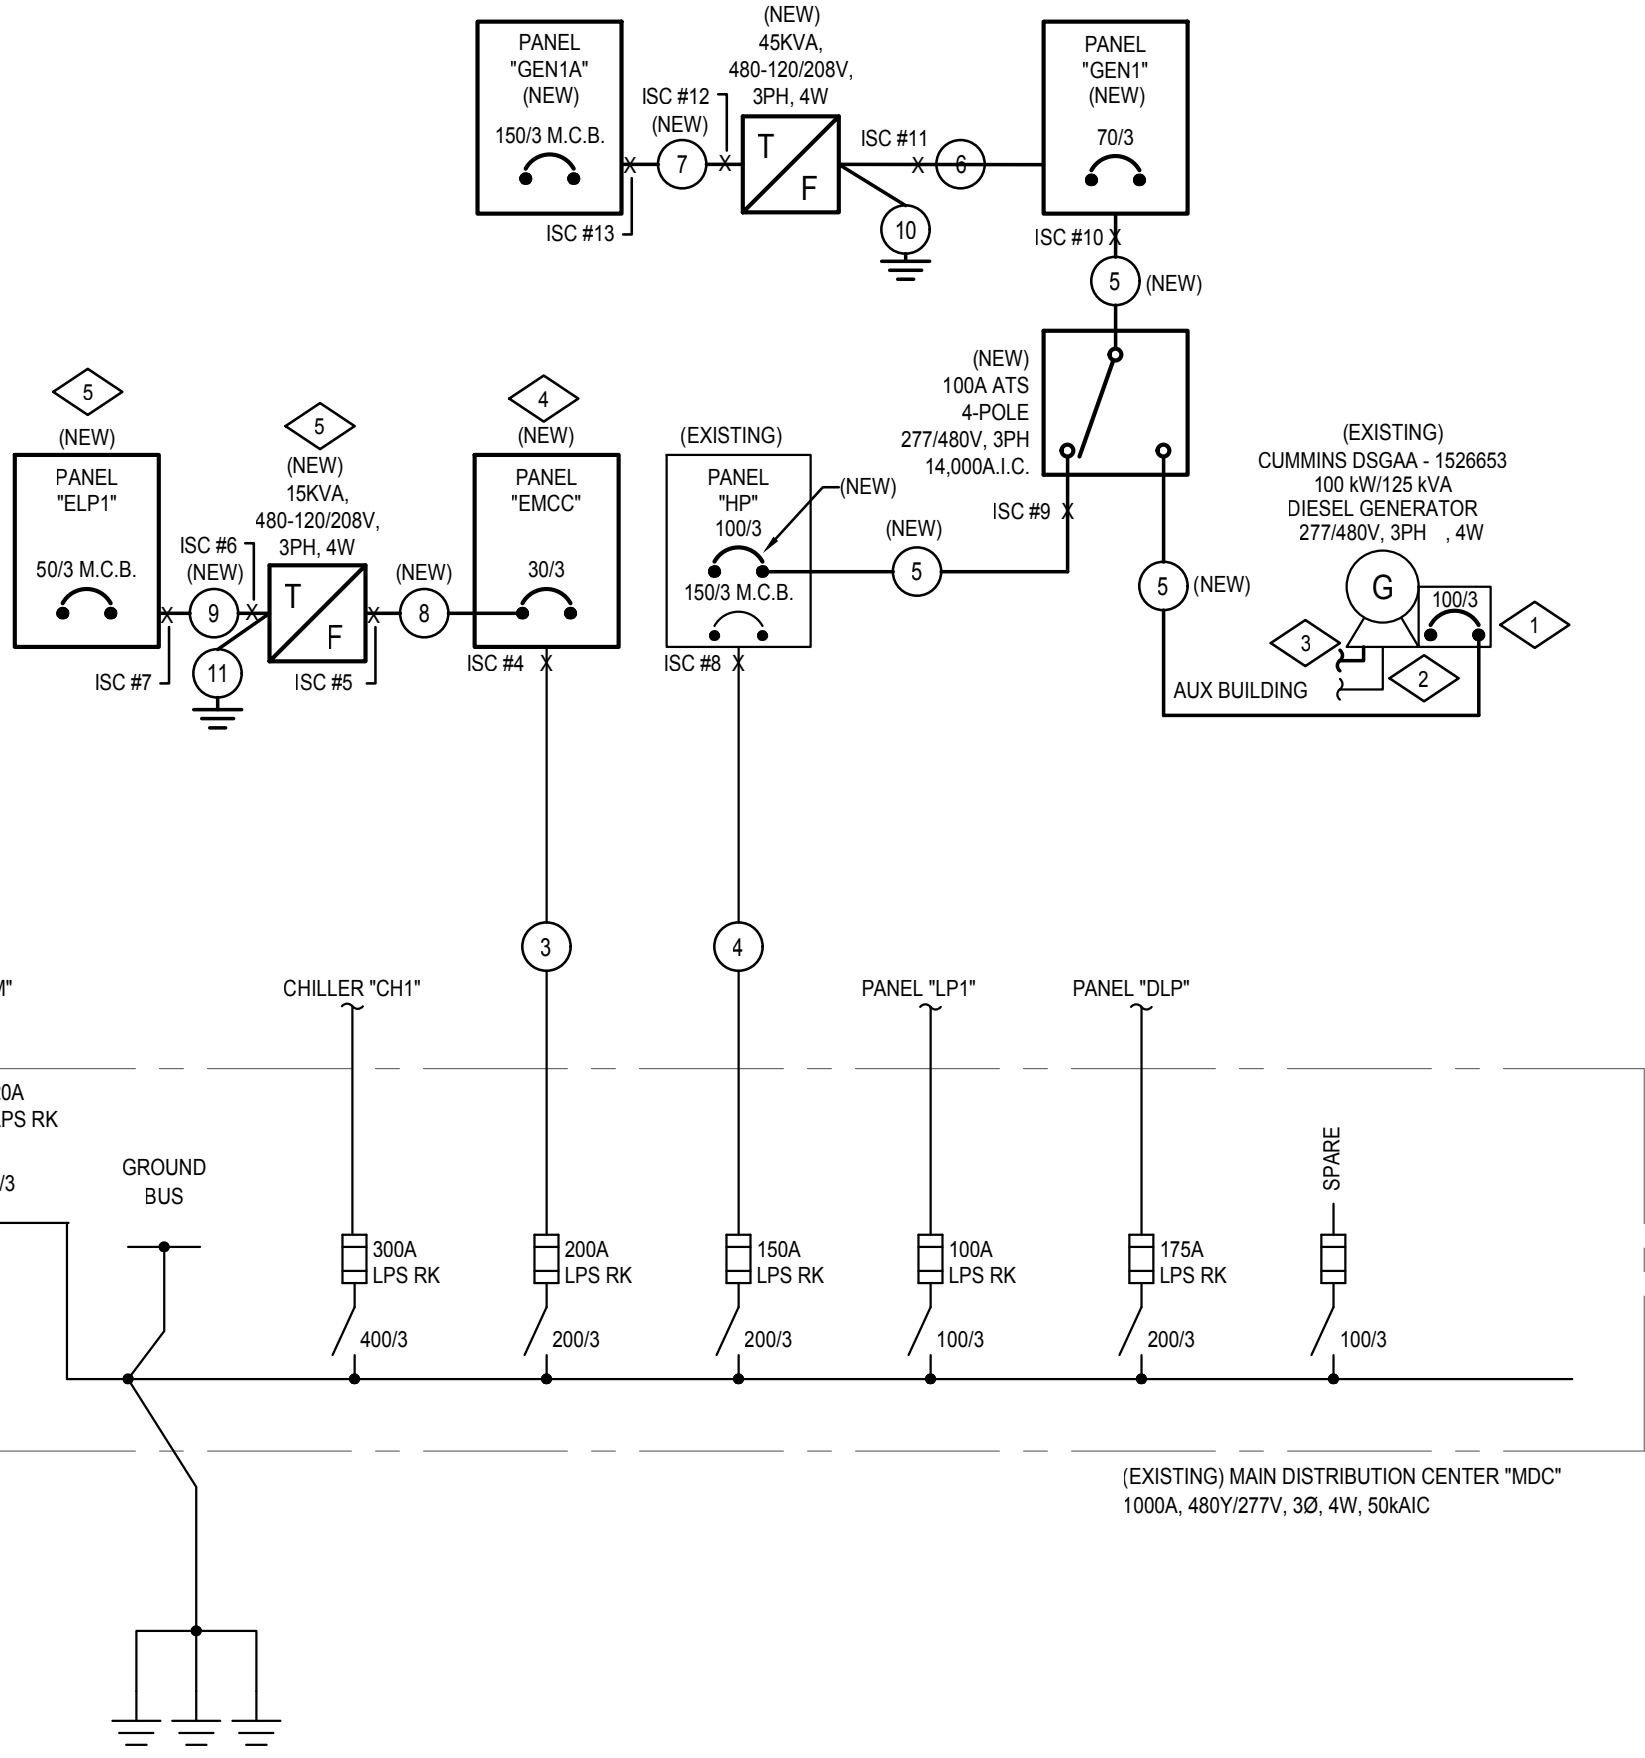 (NEW)
45KVA,
480-120/208V,
3PH, 4W
PANEL
"GEN1A"
(NEW)
150/3 M.C.B.
ISC #12
(NEW)
7
T
F
ISC #11
6
PANEL
"GEN1"
(NEW)
70/3
ISC #13
10
ISC #10
5
(NEW)
(NEW)
100A ATS
4-POLE
277/480V, 3PH
14,000A.I.C.
ISC #9
5
(NEW)
PANEL
"ELP1"
50/3 M.C.B.
5
(NEW)
15KVA,
480-120/208V,
3PH, 4W
ISC #6
(NEW)
9
T
F
(NEW)
8
4
(NEW)
PANEL
"EMCC"
30/3
ISC #7
11
ISC #5
ISC #4
(EXISTING)
PANEL
"HP"
100/3
(NEW)
150/3 M.C.B.
ISC #8
(NEW)
5
5
(NEW)
(EXISTING)
CUMMINS DSGAA - 1526653
100 kW/125 kVA
DIESEL GENERATOR
277/480V, 3PH , 4W
G
100/3
1
3
2
AUX BUILDING
3
4
M"
CHILLER "CH1"
PANEL "LP1"
PANEL "DLP"
0A
LPS RK
/3
GROUND
BUS
SPARE
300A
LPS RK
400/3
200A
LPS RK
200/3
150A
LPS RK
200/3
100A
LPS RK
100/3
175A
LPS RK
200/3
100/3
(EXISTING) MAIN DISTRIBUTION CENTER "MDC"
1000A, 480Y/277V, 3Ø, 4W, 50kAIC